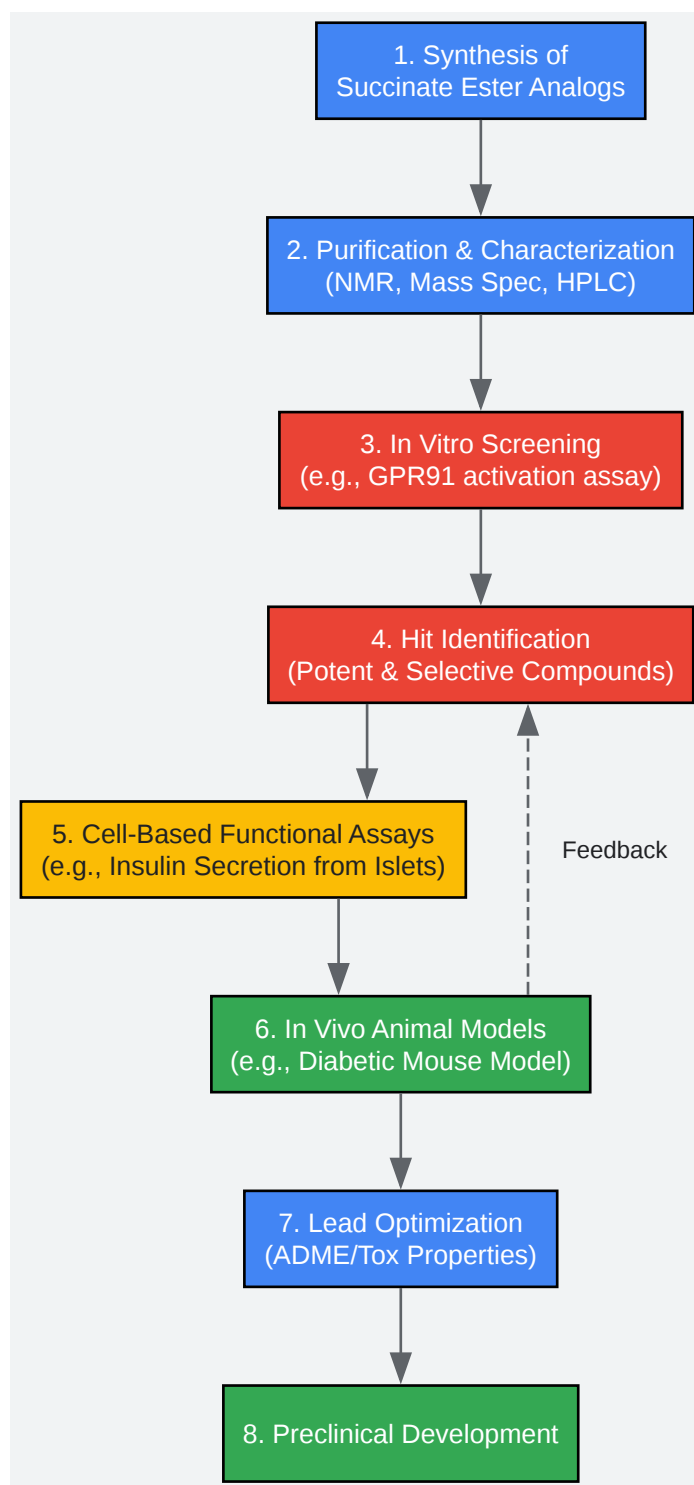 1. Synthesis of
Succinate Ester Analogs
2. Purification & Characterization
(NMR, Mass Spec, HPLC)
3. In Vitro Screening
(e.g., GPR91 activation assay)
4. Hit Identification
(Potent & Selective Compounds)
5. Cell-Based Functional Assays
(e.g., Insulin Secretion from Islets)
Feedback
6. In Vivo Animal Models
(e.g., Diabetic Mouse Model)
7. Lead Optimization
(ADME/Tox Properties)
8. Preclinical Development